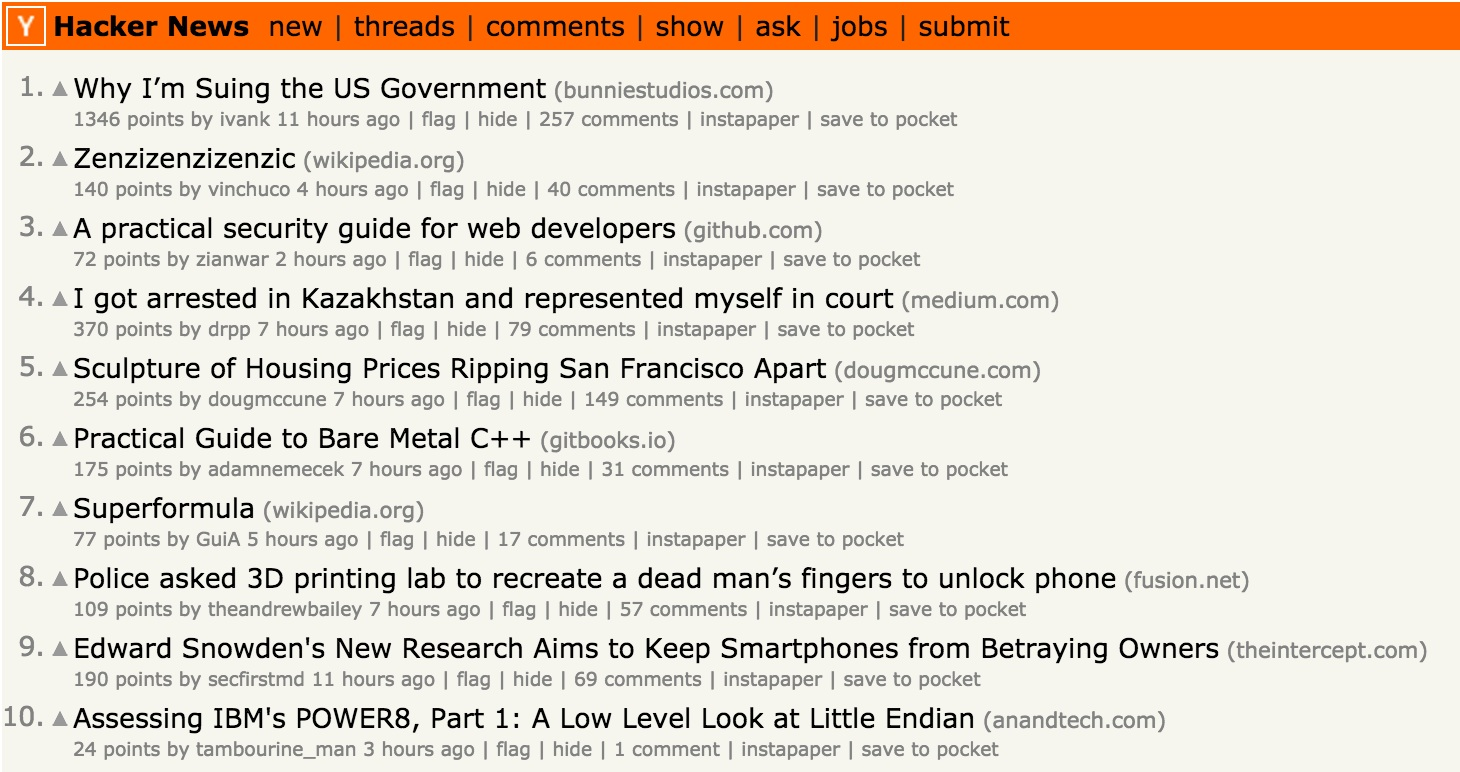 Y Hacker News new | threads | comments | show | ask | jobs | submit
1. ▲ Why I’m Suing the US Government (bunniestudios.com)
1346 points by ivank 11 hours ago | flag | hide | 257 comments | instapaper | save to pocket
2. ▲ Zenzizenzizenzic (wikipedia.org)
140 points by vinchuco 4 hours ago | flag | hide | 40 comments | instapaper | save to pocket
3. ▲ A practical security guide for web developers (github.com)
72 points by zianwar 2 hours ago | flag | hide | 6 comments | instapaper | save to pocket
4. ▲ I got arrested in Kazakhstan and represented myself in court (medium.com)
370 points by drpp 7 hours ago | flag | hide | 79 comments | instapaper | save to pocket
5. ▲ Sculpture of Housing Prices Ripping San Francisco Apart (dougmccune.com)
254 points by dougmccune 7 hours ago | flag | hide | 149 comments | instapaper | save to pocket
6. ▲ Practical Guide to Bare Metal C++ (gitbooks.io)
175 points by adamnemecek 7 hours ago | flag | hide | 31 comments | instapaper | save to pocket
7. ▲ Superformula (wikipedia.org)
77 points by GuiA 5 hours ago | flag | hide | 17 comments | instapaper | save to pocket
8. ▲ Police asked 3D printing lab to recreate a dead man’s fingers to unlock phone (fusion.net)
109 points by theandrewbailey 7 hours ago | flag | hide | 57 comments | instapaper | save to pocket
9. ▲ Edward Snowden's New Research Aims to Keep Smartphones from Betraying Owners (theintercept.com)
190 points by secfirstmd 11 hours ago | flag | hide | 69 comments | instapaper | save to pocket
10. ▲ Assessing IBM's POWER8, Part 1: A Low Level Look at Little Endian (anandtech.com)
24 points by tambourine_man 3 hours ago | flag | hide | 1 comment | instapaper | save to pocket